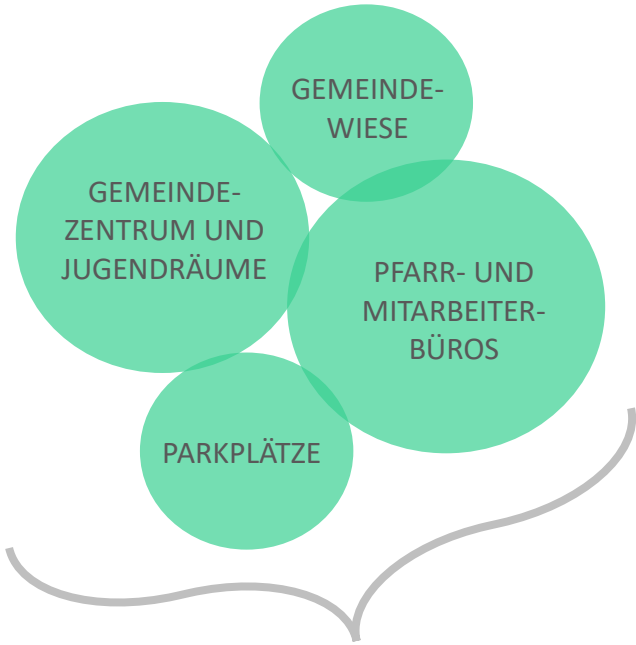 GEMEINDE-
WIESE
GEMEINDE-
ZENTRUM UND
JUGENDRÄUME
PFARR- UND
MITARBEITER-
BÜROS
PARKPLÄTZE